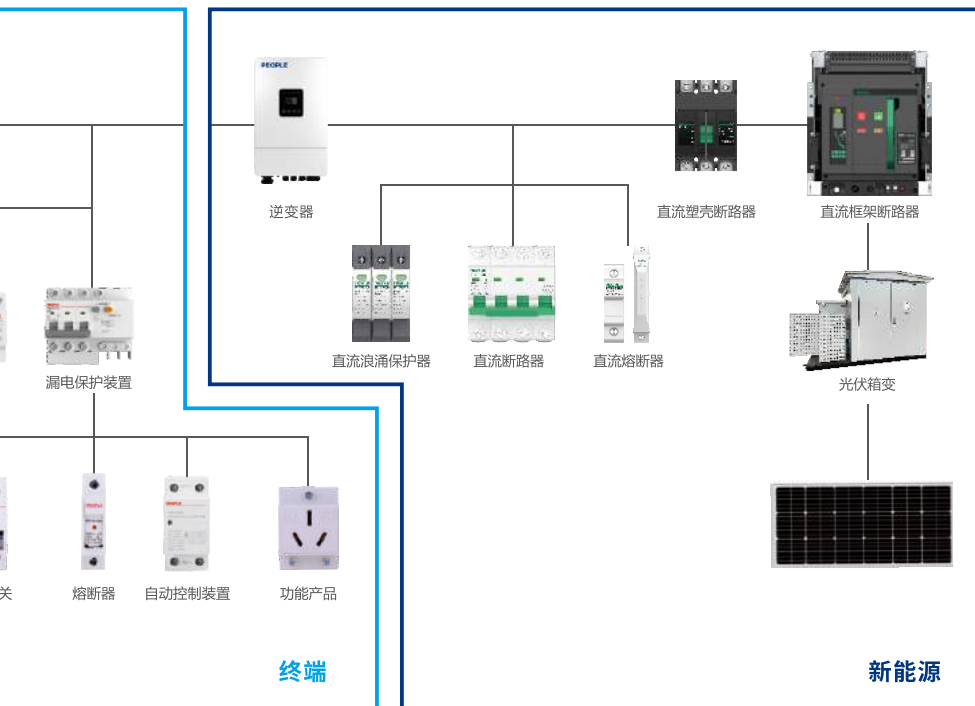 PEOPLE
逆变器
直流塑壳断路器
直流框架断路器
直流浪涌保护器
直流断路器
直流熔断器
光伏箱变
漏电保护装置
关
熔断器
自动控制装置
功能产品
终端
新能源